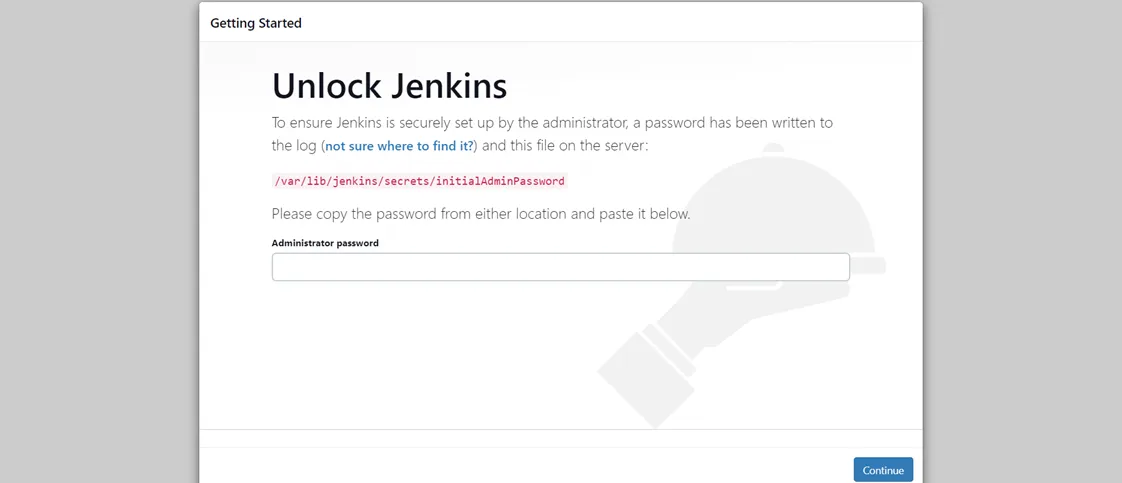 Getting Started
Unlock Jenkins
To ensure Jenkins is securely set up by the administrator, a password has been written to
the log (not sure where to find it?) and this file on the server:
/var/lib/jenkins/secrets/initialAdminPassword
Please copy the password from either location and paste it below.
Administrator password
Continue